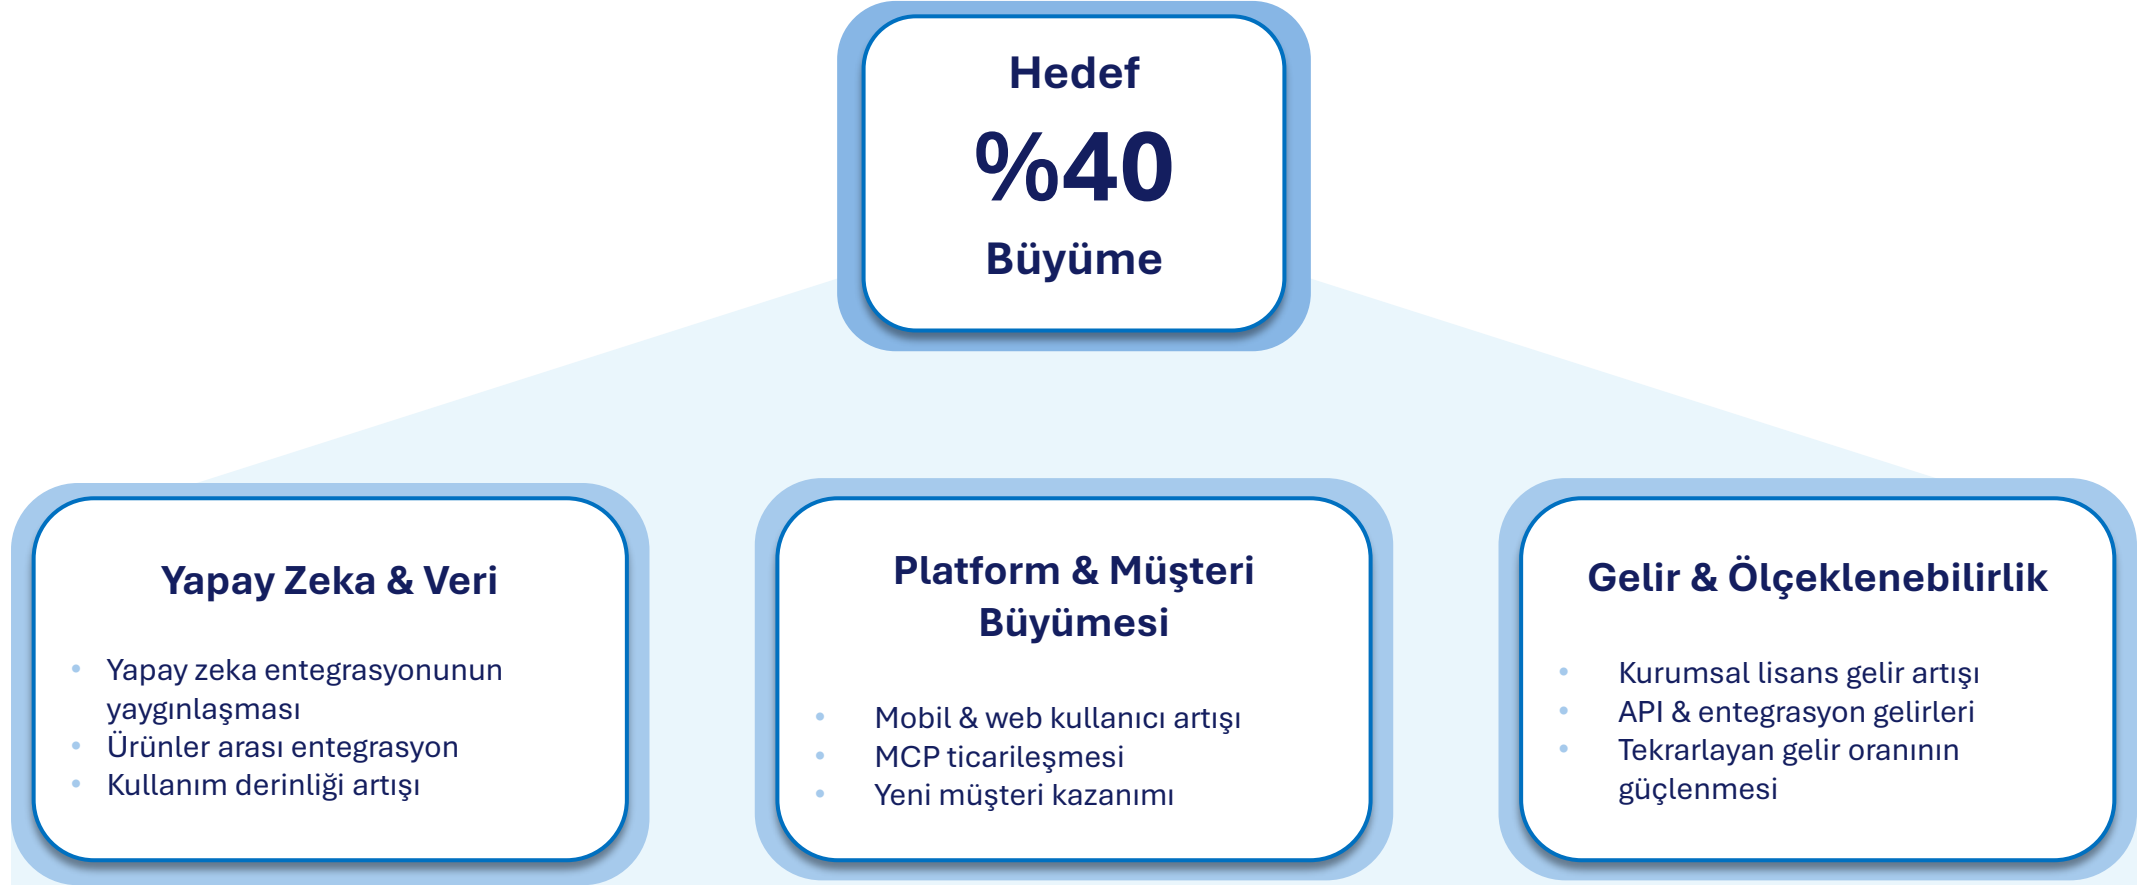 Hedef
%40
Büyüme
Yapay Zeka & Veri
• Yapay zeka entegrasyonunun
yaygınlaşması
• Ürünler arası entegrasyon
• Kullanım derinliği artışı
Platform & Müşteri
Büyümesi
• Mobil & web kullanıcı artışı
• MCP ticarileşmesi
• Yeni müşteri kazanımı
Gelir & Ölçeklenebilirlik
• Kurumsal lisans gelir artışı
• API & entegrasyon gelirleri
• Tekrarlayan gelir oranının
güçlenmesi